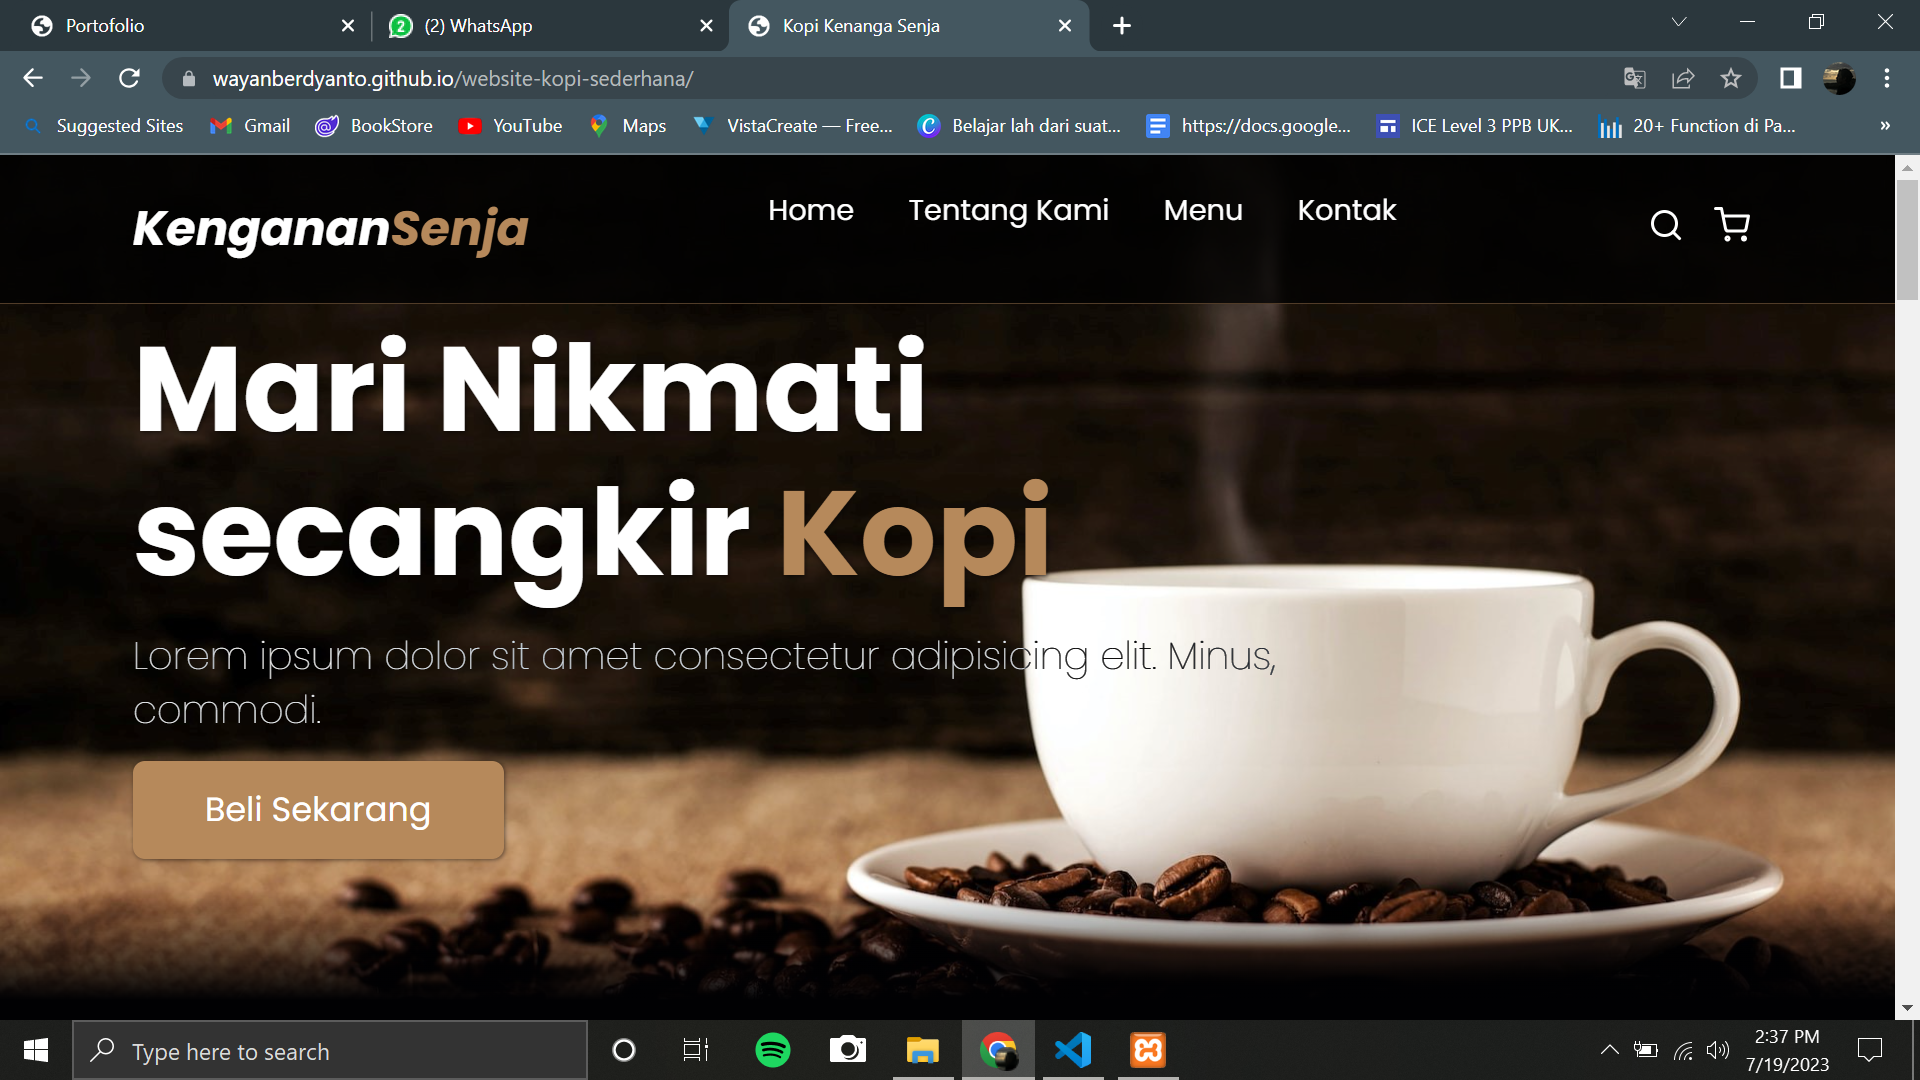 Portofolio
2
(2) WhatsApp
Kopi Kenanga Senja
wayanberdyanto.github.io/website-kopi-sederhana/
Suggested Sites
Gmail
BookStore
YouTube
Maps
VistaCreate — Free...
Belajar lah dari suat...
https://docs.google...
ICE Level 3 PPB UK...
20+ Function di Pa...
»
KengananSenja
Home
Tentang Kami
Menu
Kontak
Mari Nikmati
secangkir Kopi
Lorem ipsum dolor sit amet consectetur adipisicing elit. Minus,
commodi.
Beli Sekarang
Type here to search
2:37 PM
7/19/2023